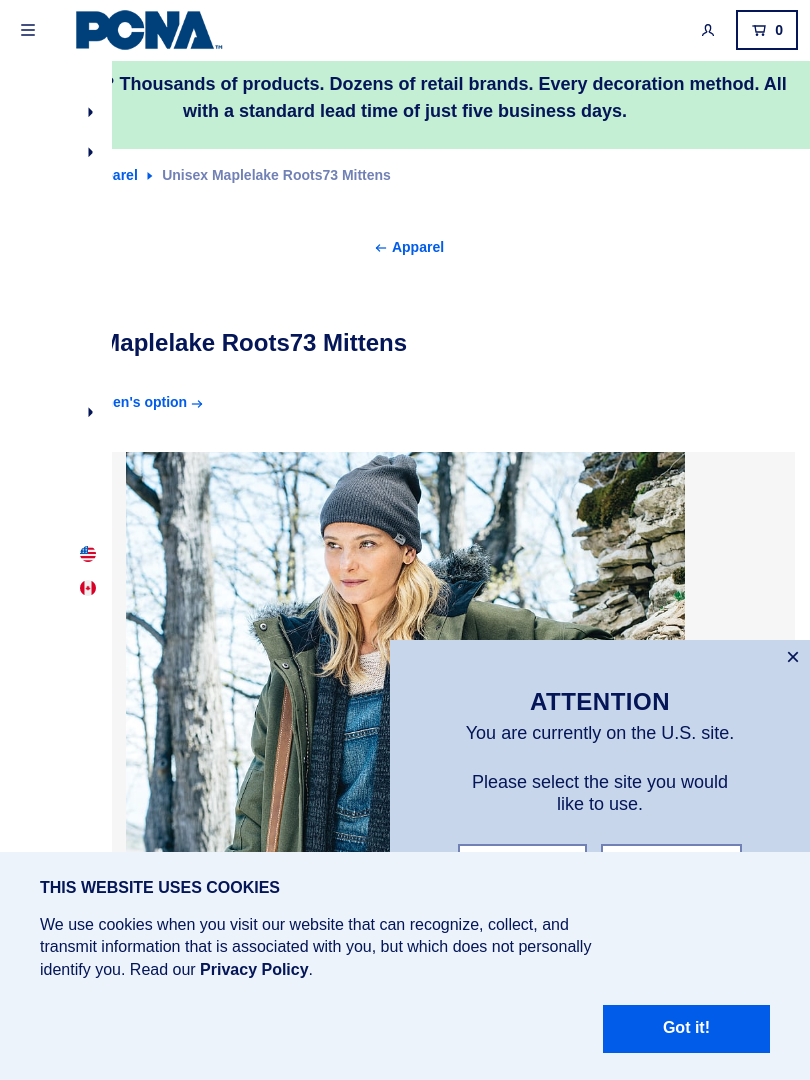 PCNA™
0
? Thousands of products. Dozens of retail brands. Every decoration method. All
with a standard lead time of just five business days.
Unisex Maplelake Roots73 Mittens
Apparel
Maplelake Roots73 Mittens
option
ATTENTION
You are currently on the U.S. site.
Please select the site you would
like to use.
THIS WEBSITE USES COOKIES
We use cookies when you visit our website that can recognize, collect, and
transmit information that is associated with you, but which does not personally
identify you. Read our Privacy Policy.
Got it!